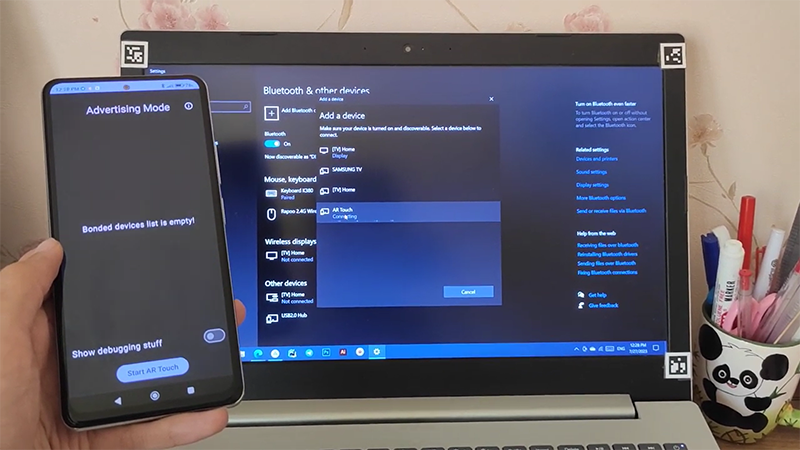 Advertising Mode
Bonded devices list is empty!
Show debugging stuff
Start AR Touch
Settings
Bluetooth & other devices
Add Bluetooth
Bluetooth
On
Now discoverable as
Mouse, keyboard
Keyboard K380
Paired
Rapoo 2.4G
Wireless displays
[TV] Home
Not connected
Other devices
[TV] Home
Not connected
USB2.0 Hub
Add a device
Add a device
Make sure your device is turned on and discoverable. Select a device below to
connect.
[TV] Home
Display
SAMSUNG TV
[TV] Home
AR Touch
Connecting
Cancel
Turn on Bluetooth even faster
To turn Bluetooth on or off without
opening Settings, open action center
and select the Bluetooth icon.
Related settings
Devices and printers
Sound settings
Display settings
More Bluetooth options
Send or receive files via Bluetooth
Help from the web
Receiving files over Bluetooth
Reinstalling Bluetooth drivers
Sending files over Bluetooth
Fixing Bluetooth connections
Get help
Give feedback
ENG
12:26 PM
7/21/2023